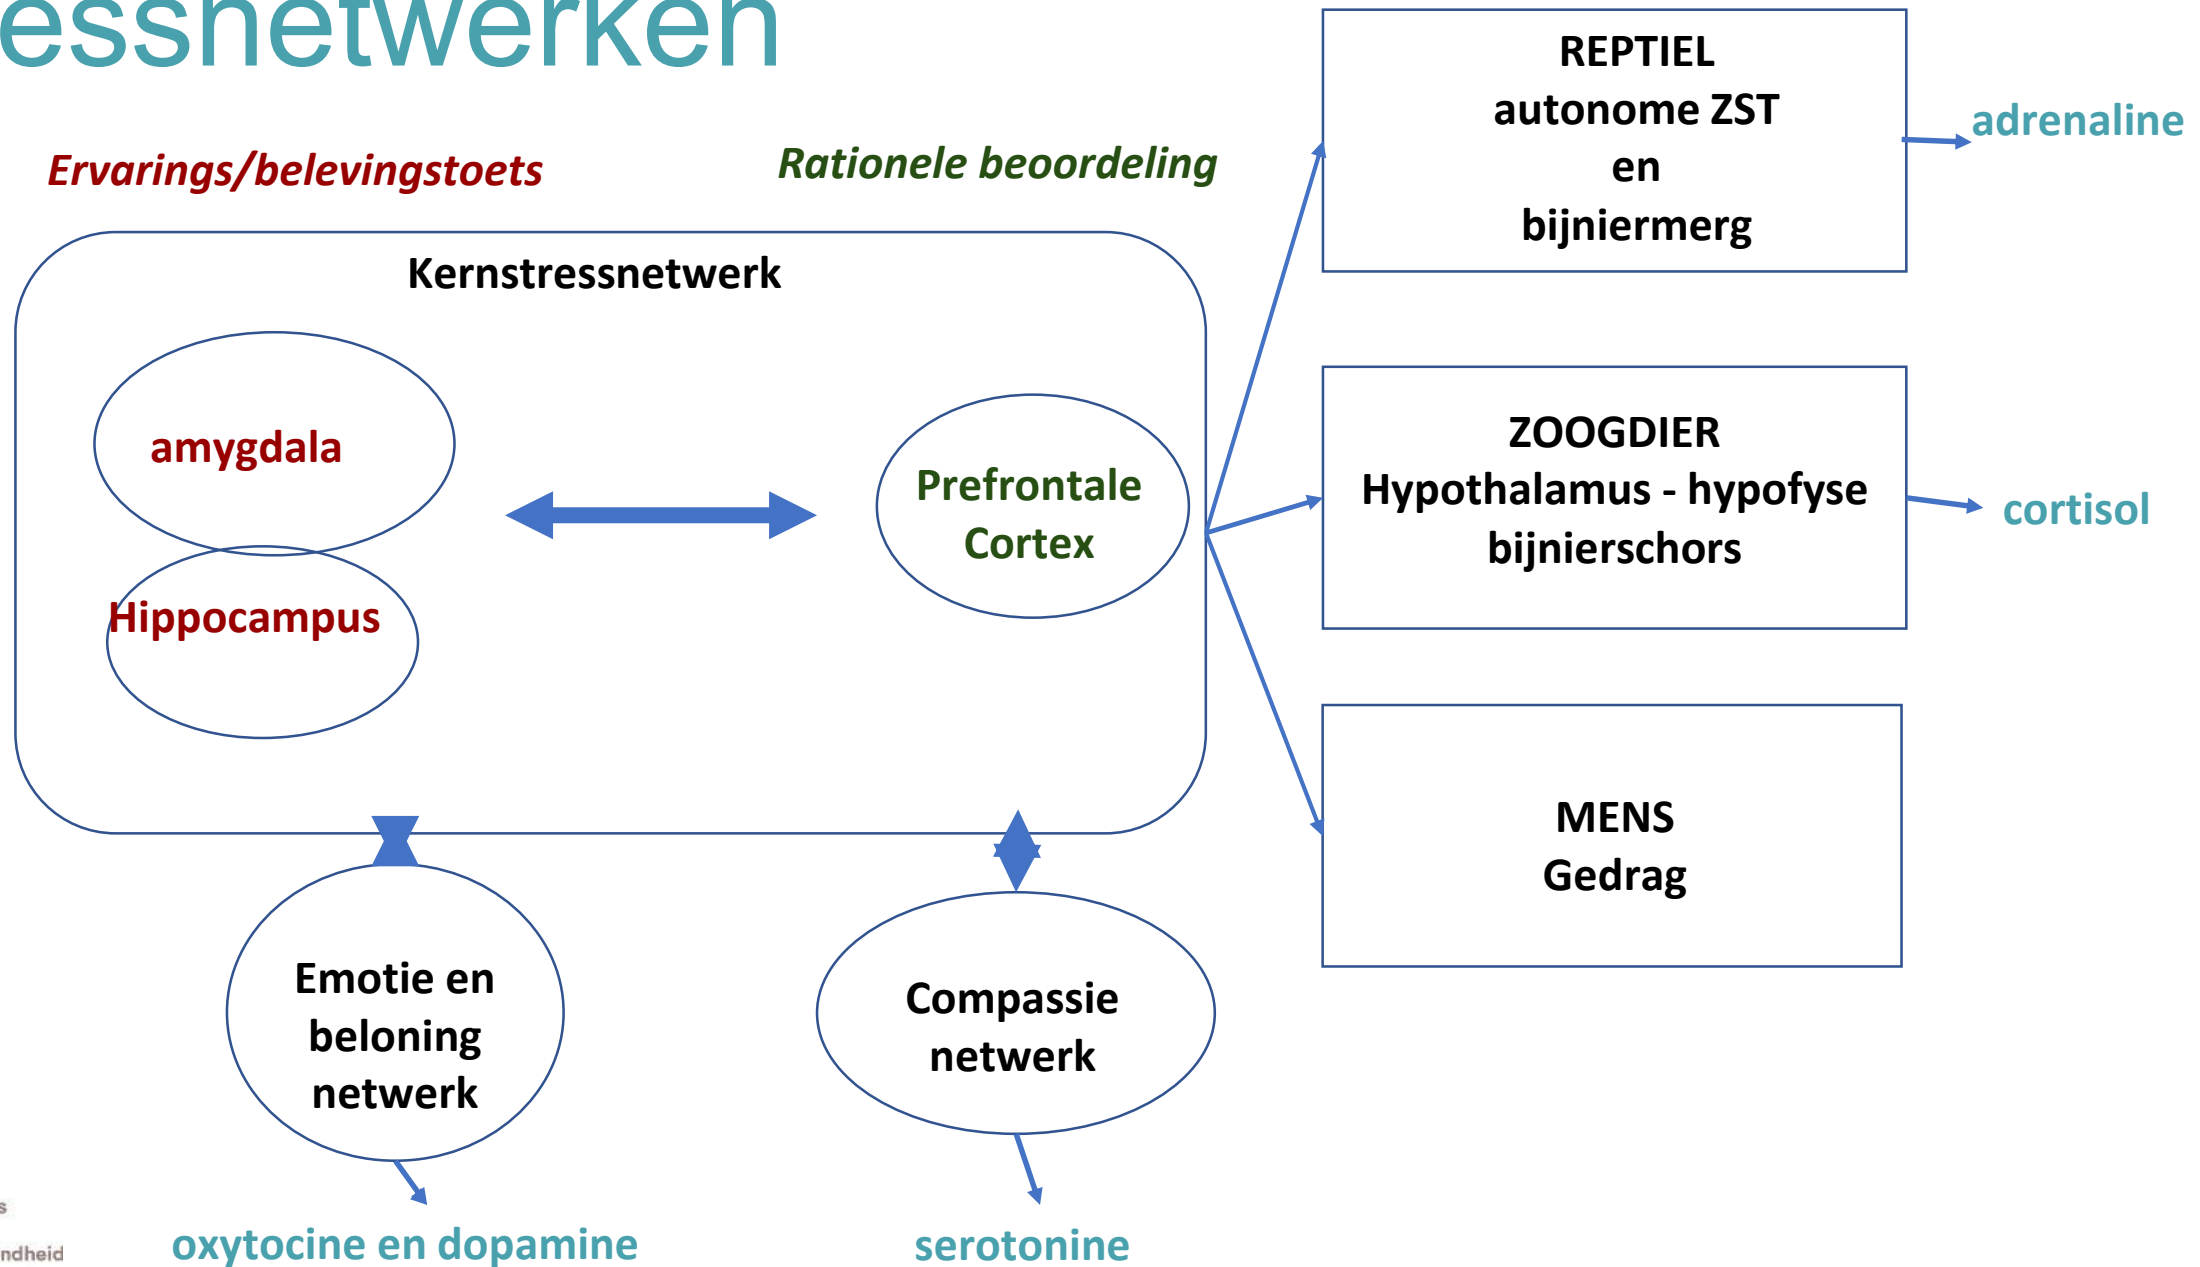 essnetwerken
Ervarings/belevingstoets
Rationele beoordeling
Kernstressnetwerk
amygdala
Hippocampus
Prefrontale
Cortex
REPTIEL
autonome ZST
en
bijniermerg
adrenaline
ZOOGDIER
Hypothalamus - hypofyse
bijnierschors
cortisol
MENS
Gedrag
Emotie en
beloning
netwerk
Compassie
netwerk
oxytocine en dopamine
serotonine
s
ndheid